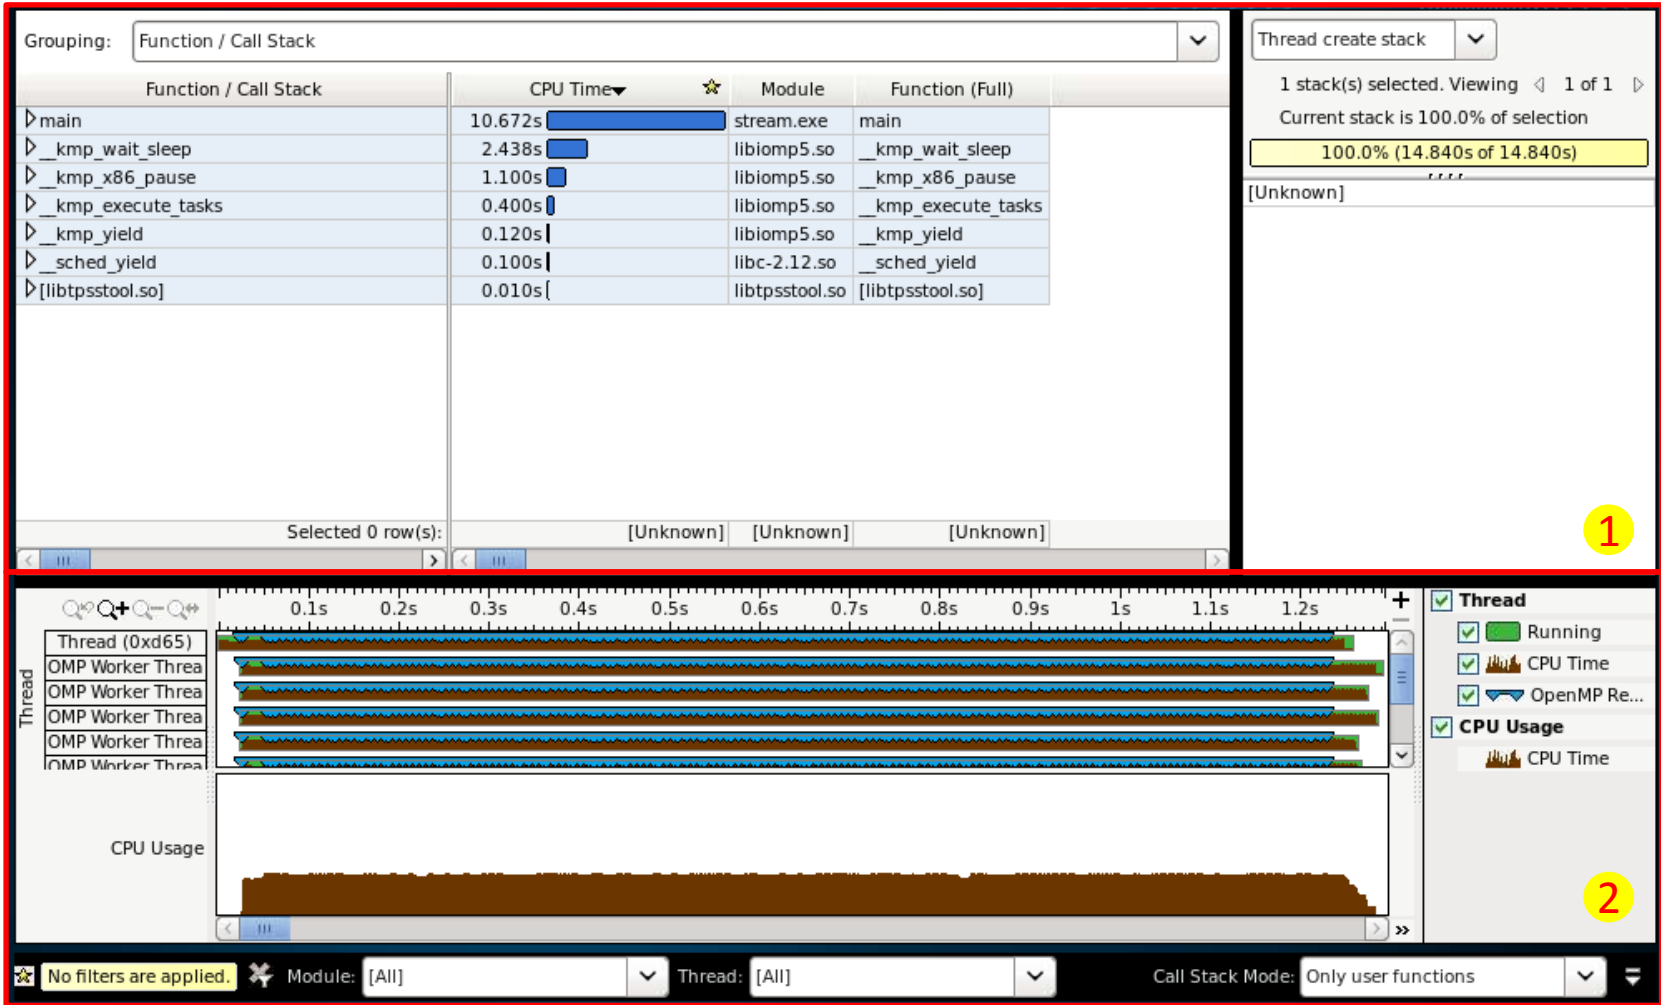 Grouping: Function / Call Stack
Function / Call Stack CPU Time Module Function (Full)
main 10.672s stream.exe main
__kmp_wait_sleep 2.438s libiomp5.so __kmp_wait_sleep
__kmp_x86_pause 1.100s libiomp5.so __kmp_x86_pause
__kmp_execute_tasks 0.400s libiomp5.so __kmp_execute_tasks
__kmp_yield 0.120s libiomp5.so __kmp_yield
__sched_yield 0.100s libc-2.12.so __sched_yield
[libtpsstool.so] 0.010s libtpsstool.so [libtpsstool.so]
Selected 0 row(s): [Unknown] [Unknown] [Unknown]
Thread create stack
1 stack(s) selected. Viewing 1 of 1
Current stack is 100.0% of selection
100.0% (14.840s of 14.840s)
[Unknown]
1
0.1s 0.2s 0.3s 0.4s 0.5s 0.6s 0.7s 0.8s 0.9s 1s 1.1s 1.2s
Thread
Thread (0xd65)
OMP Worker Threa
OMP Worker Threa
OMP Worker Threa
OMP Worker Threa
OMP Worker Threa
CPU Usage
Thread
Running
CPU Time
OpenMP Re...
CPU Usage
CPU Time
2
No filters are applied. Module: [All] Thread: [All] Call Stack Mode: Only user functions